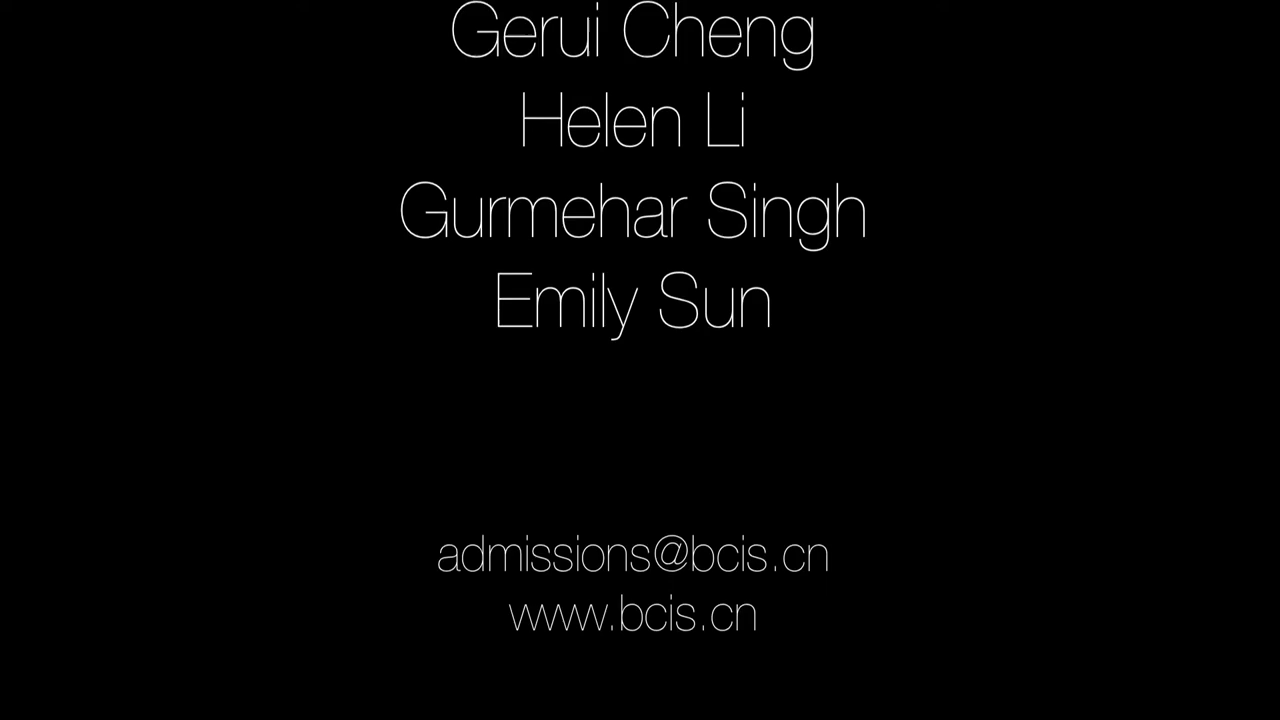 Gerui Cheng
Helen Li
Gurmehar Singh
Emily Sun
admissions@bcis.cn
www.bcis.cn